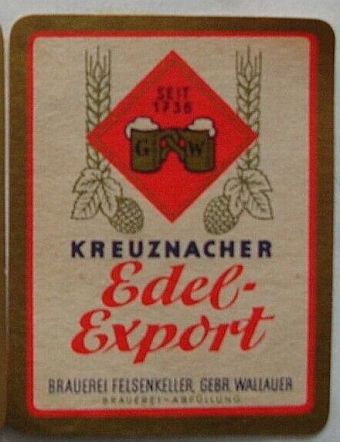 SEIT
1736
G W
KREUZNACHER
Edel-
Export
BRAUEREI FELSENKELLER, GEBR. WALLAUER
BRAUEREI-ABFÜLLUNG